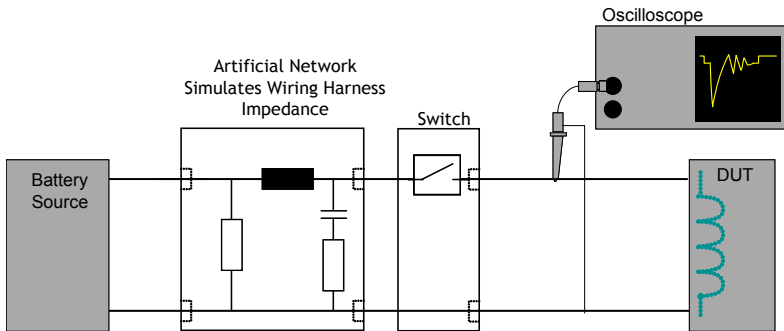 Oscilloscope
Artificial Network
Simulates Wiring Harness
Impedance
Switch
Battery
Source
DUT